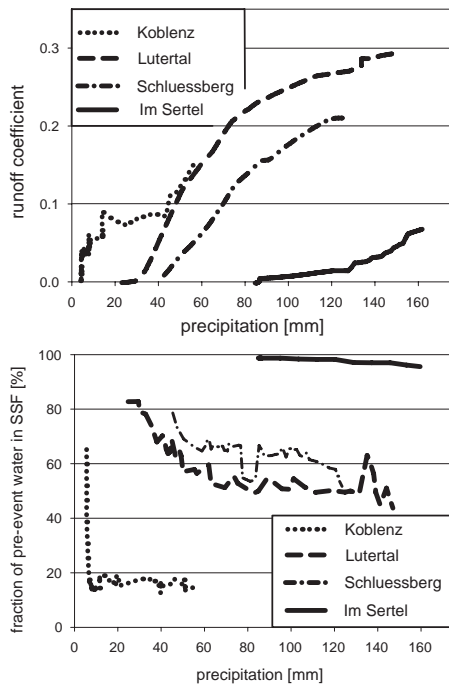 0.3
0.2
0.1
0.0
runoff coefficient
Koblenz
Lutertal
Schluessberg
Im Sertel
0 20 40 60 80 100 120 140 160
precipitation [mm]
100
80
60
40
20
0
fraction of pre-event water in SSF [%]
Koblenz
Lutertal
Schluessberg
Im Sertel
0 20 40 60 80 100 120 140 160
precipitation [mm]